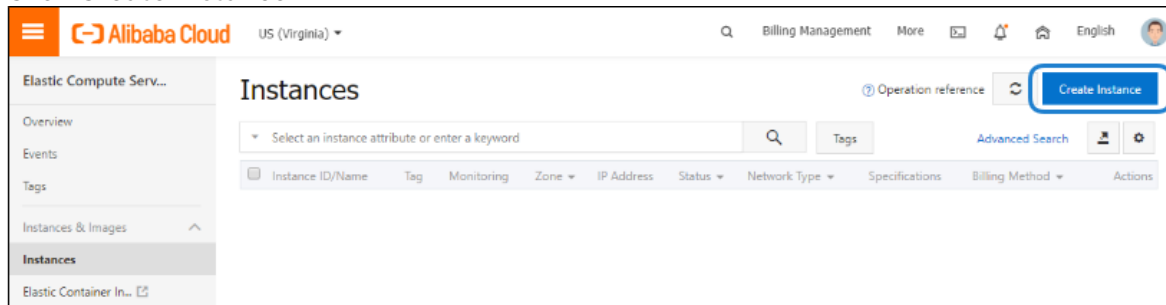 Alibaba Cloud US (Virginia) Billing Management More English
Elastic Compute Serv...
Instances Operation reference Create Instance
Overview
Select an instance attribute or enter a keyword Tags Advanced Search
Events
Instance ID/Name Tag Monitoring Zone IP Address Status Network Type Specifications Billing Method Actions
Tags
Instances & Images
Instances
Elastic Container In...